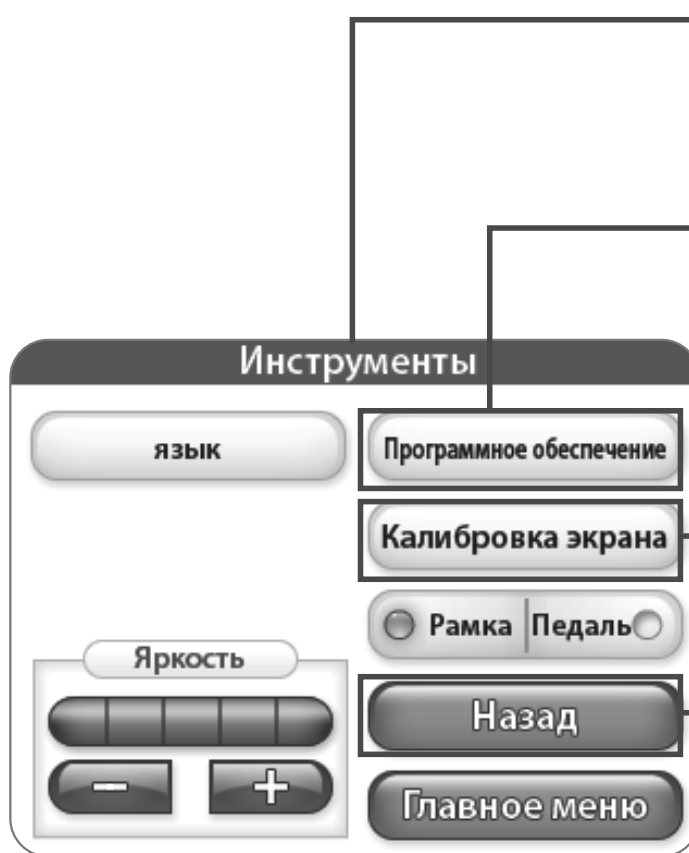 Инструменты
язык
Программное обеспечение
Калибровка экрана
Рамка Педаль
Яркость
Назад
− +
Главное меню